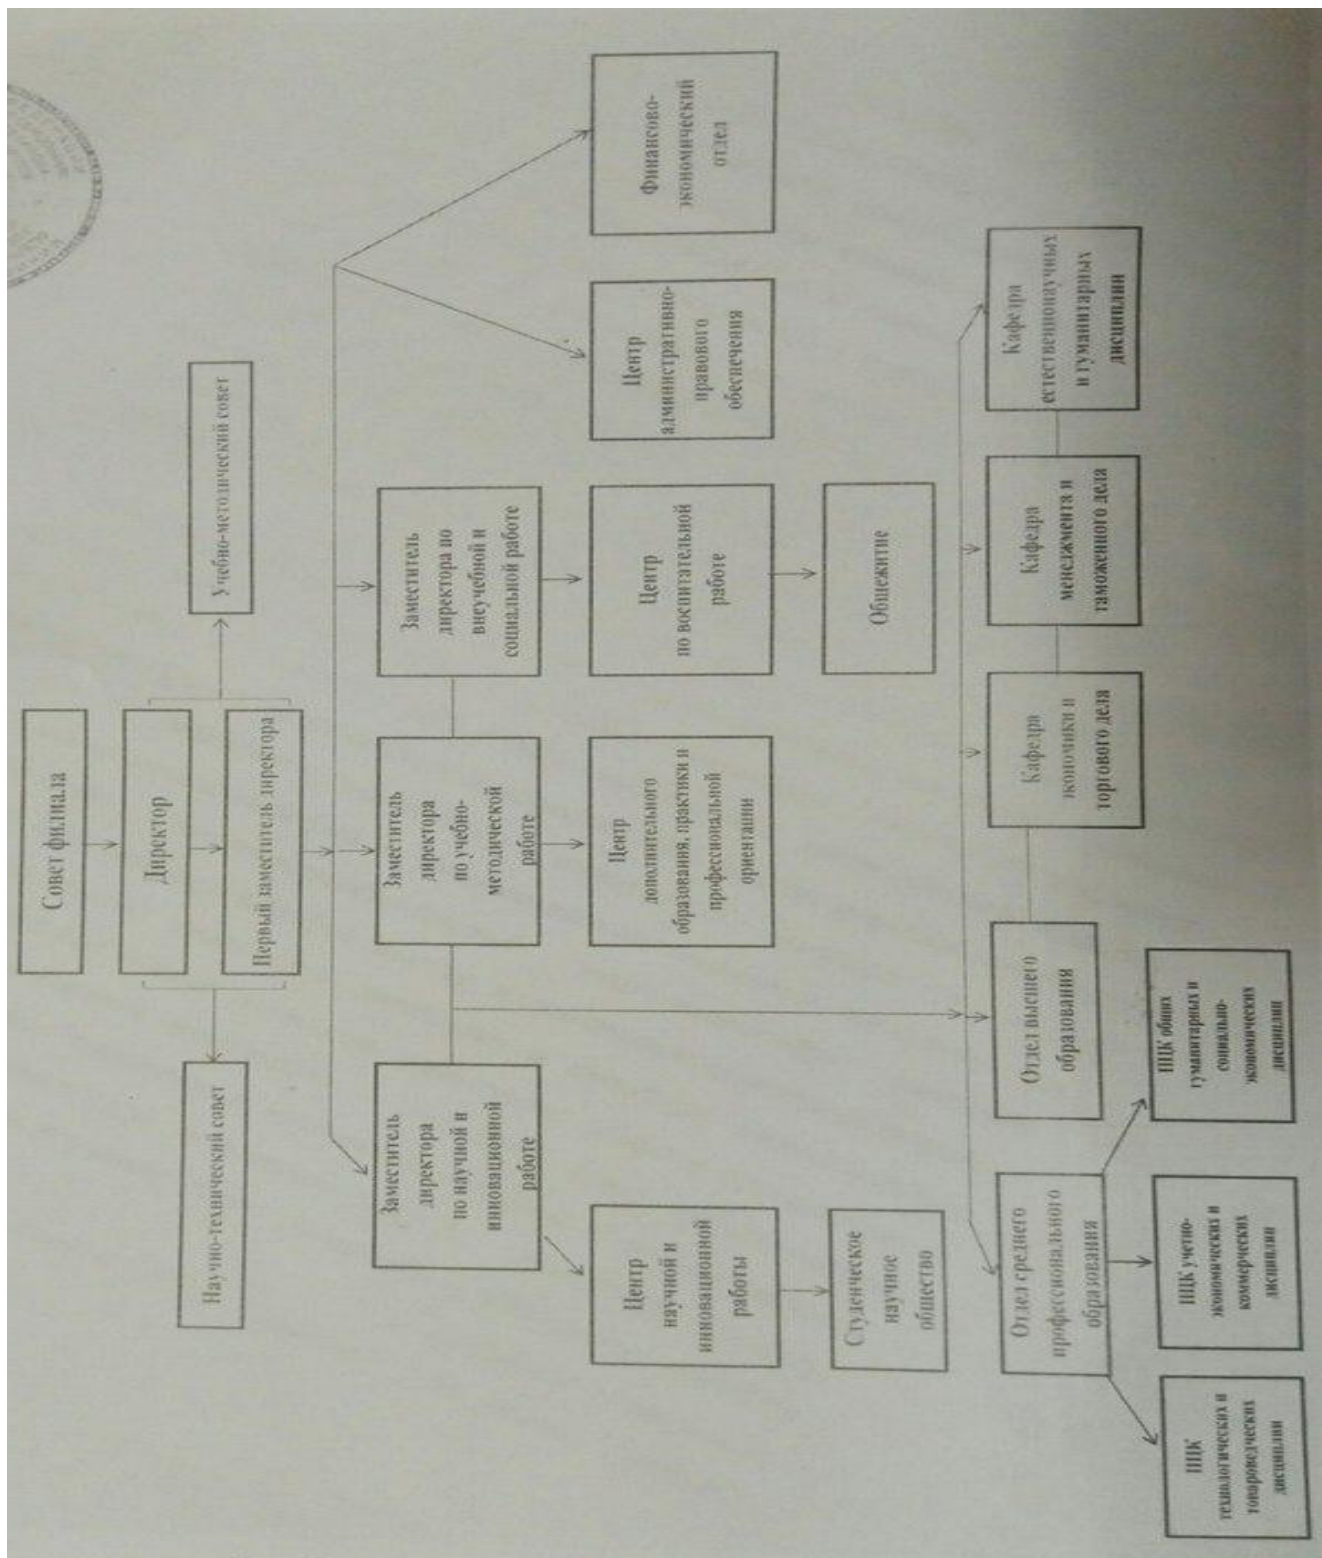 Совет филиала
Директор
Первый заместитель директора
Научно-технический совет
Учебно-методический совет
Заместитель
директора
по научной и
инновационной
работе
Заместитель
директора
по учебно-
методической
работе
Заместитель
директора по
внеучебной и
социальной работе
Центр
научной и
инновационной
работы
Центр
дополнительного
образования, практики и
профессиональной
ориентации
Центр
по воспитательной
работе
Центр
административно-
правового
обеспечения
Финансово-
экономический
отдел
Студенческое
научное
общество
Общежитие
Отдел среднего
профессионального
образования
Отдел высшего
образования
Кафедра
экономики и
торгового дела
Кафедра
менеджмента и
таможенного дела
Кафедра
естественнонаучных
и гуманитарных
дисциплин
ПЦК
технологических и
товароведческих
дисциплин
ПЦК учетно-
экономических и
коммерческих
дисциплин
ПЦК общих
гуманитарных и
социально-
экономических
дисциплин